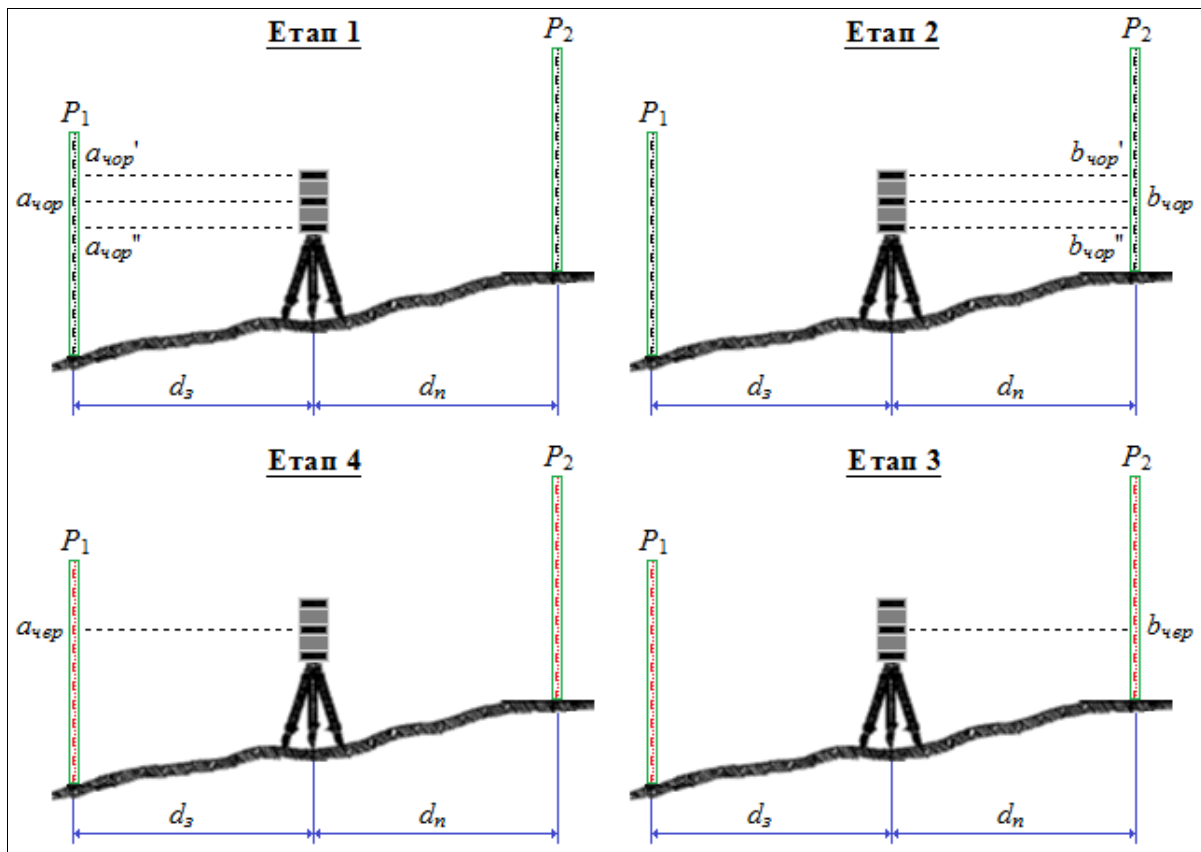 Етап 1
P₂
P₁
aчор'
aчор
aчор"
dз
dп
Етап 2
P₂
P₁
bчор'
bчор
bчор"
dз
dп
Етап 4
P₂
P₁
aчер
dз
dп
Етап 3
P₂
P₁
bчер
dз
dп